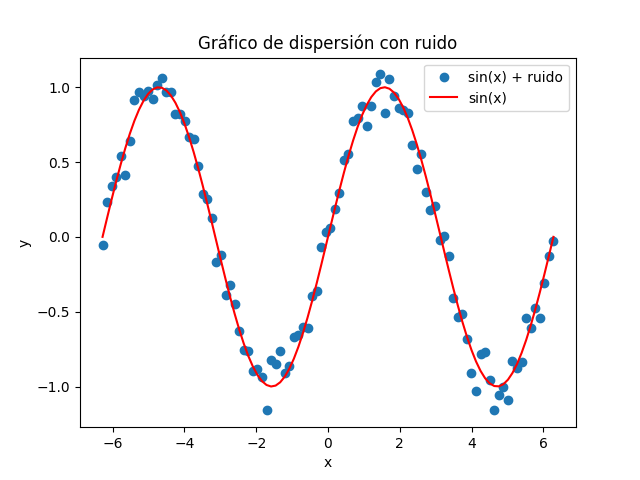 Gráfico de dispersión con ruido
sin(x) + ruido
sin(x)
1.0
0.5
0.0
−0.5
−1.0
y
−6 −4 −2 0 2 4 6
x